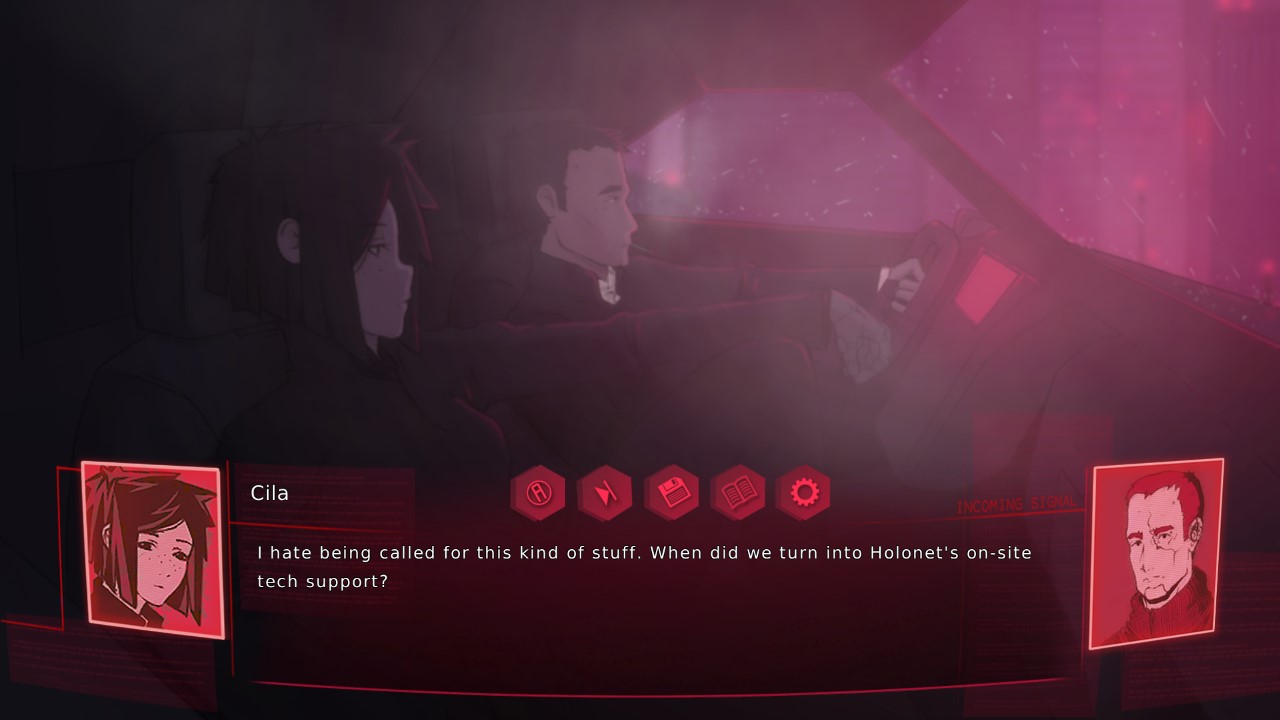 Cila
INCOMING SIGNAL
I hate being called for this kind of stuff. When did we turn into Holonet's on-site
tech support?